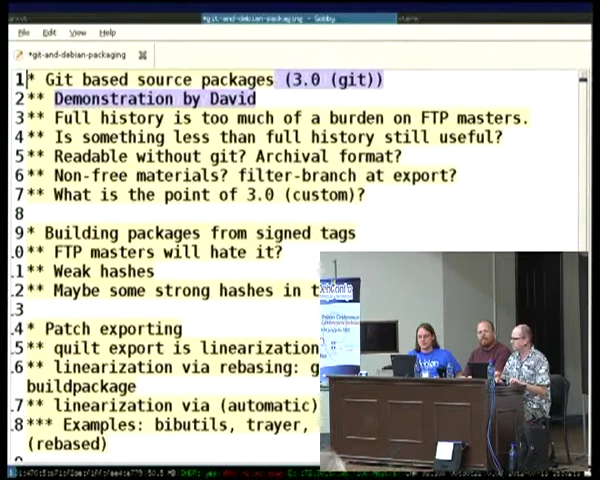 *git-and-debian-packaging - Gobby
File Edit View Help
*git-and-debian-packaging
1 * Git based source packages (3.0 (git))
2 ** Demonstration by David
3 ** Full history is too much of a burden on FTP masters.
4 ** Is something less than full history still useful?
5 ** Readable without git? Archival format?
6 ** Non-free materials? filter-branch at export?
7 ** What is the point of 3.0 (custom)?
8
9 * Building packages from signed tags
.0 ** FTP masters will hate it?
.1 ** Weak hashes
.2 ** Maybe some strong hashes in t
.3
.4 * Patch exporting
.5 ** quilt export is linearization
.6 ** linearization via rebasing: g
buildpackage
.7 ** linearization via (automatic)
.8 *** Examples: bibutils, trayer,
(rebased)